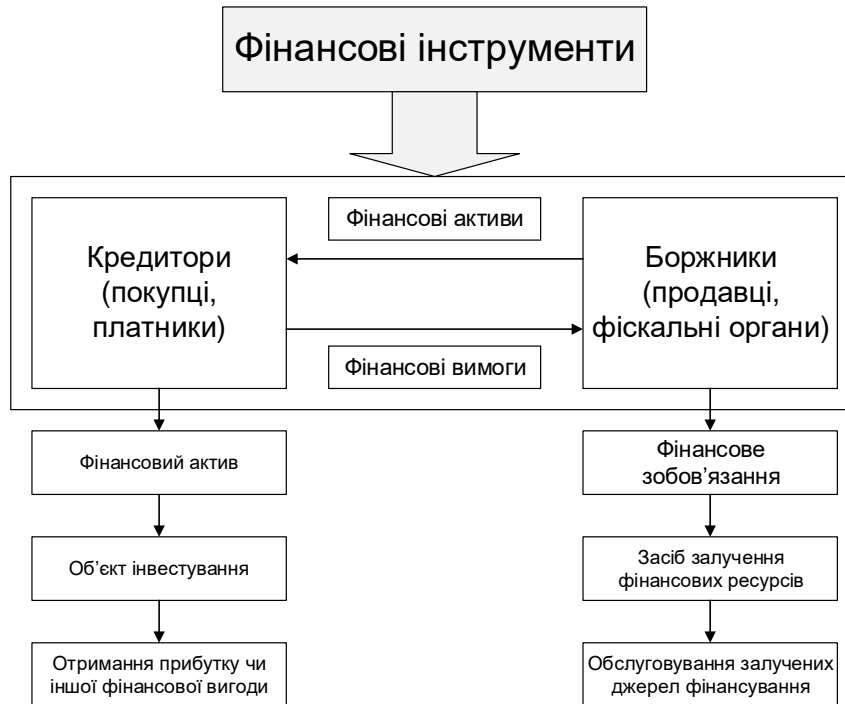 Фінансові інструменти
Фінансові активи
Кредитори
(покупці,
платники)
Боржники
(продавці,
фіскальні органи)
Фінансові вимоги
Фінансовий актив
Фінансове
зобов’язання
Об’єкт інвестування
Засіб залучення
фінансових ресурсів
Отримання прибутку чи
іншої фінансової вигоди
Обслуговування залучених
джерел фінансування